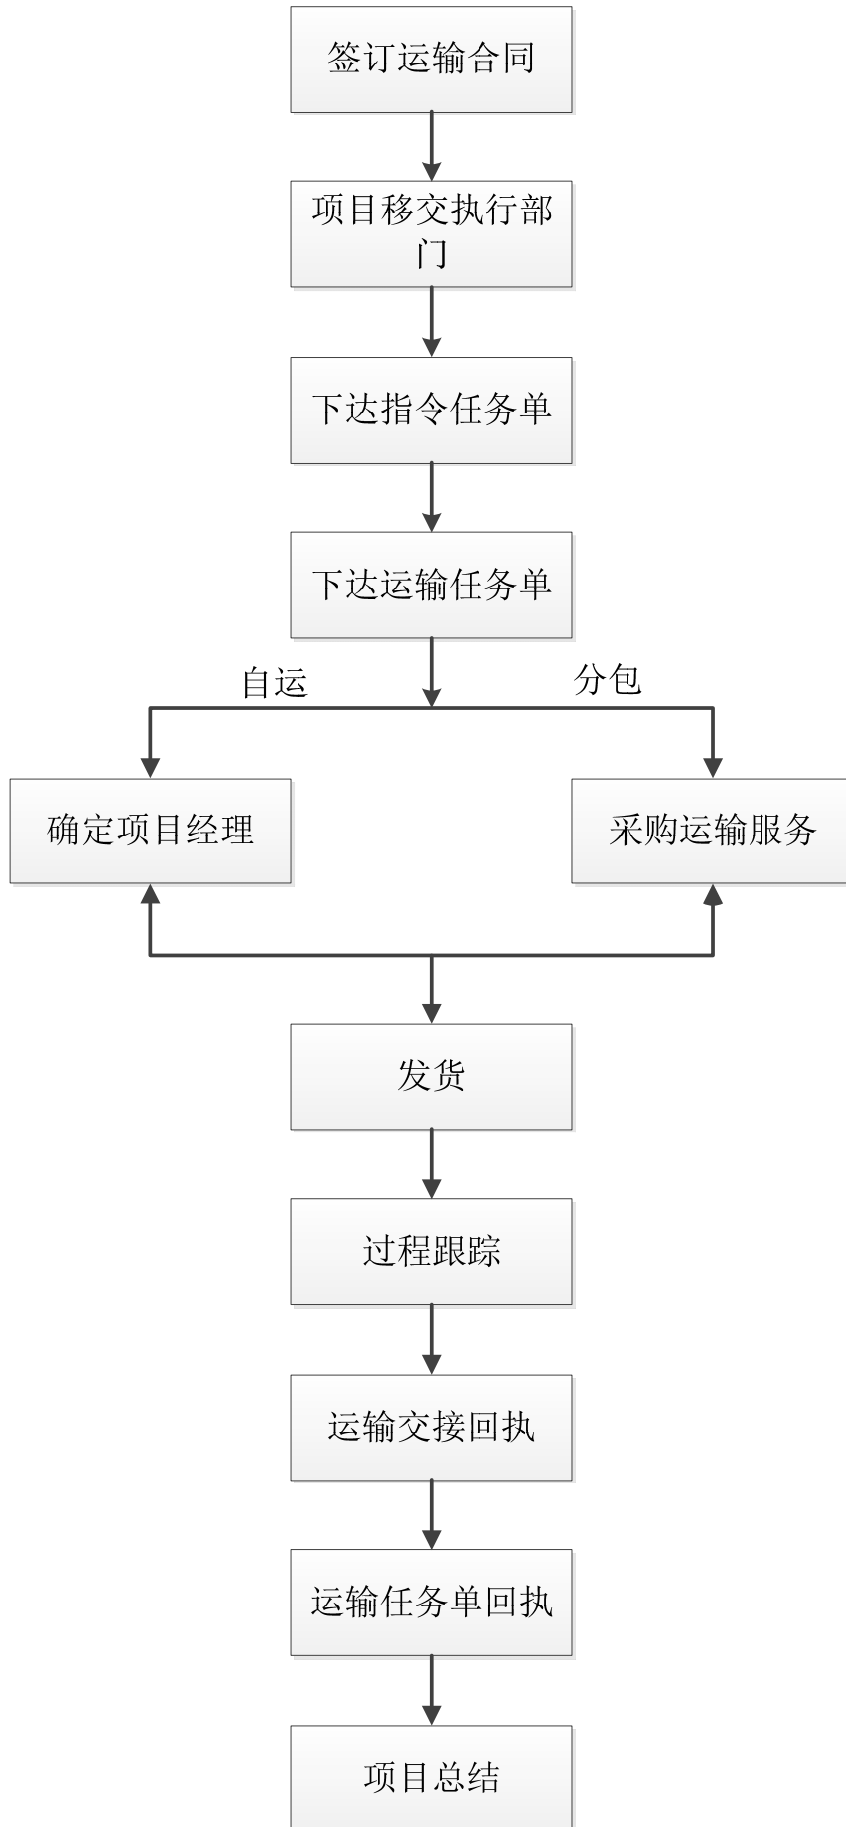 签订运输合同
项目移交执行部
门
下达指令任务单
下达运输任务单
自运
分包
确定项目经理
采购运输服务
发货
过程跟踪
运输交接回执
运输任务单回执
项目总结